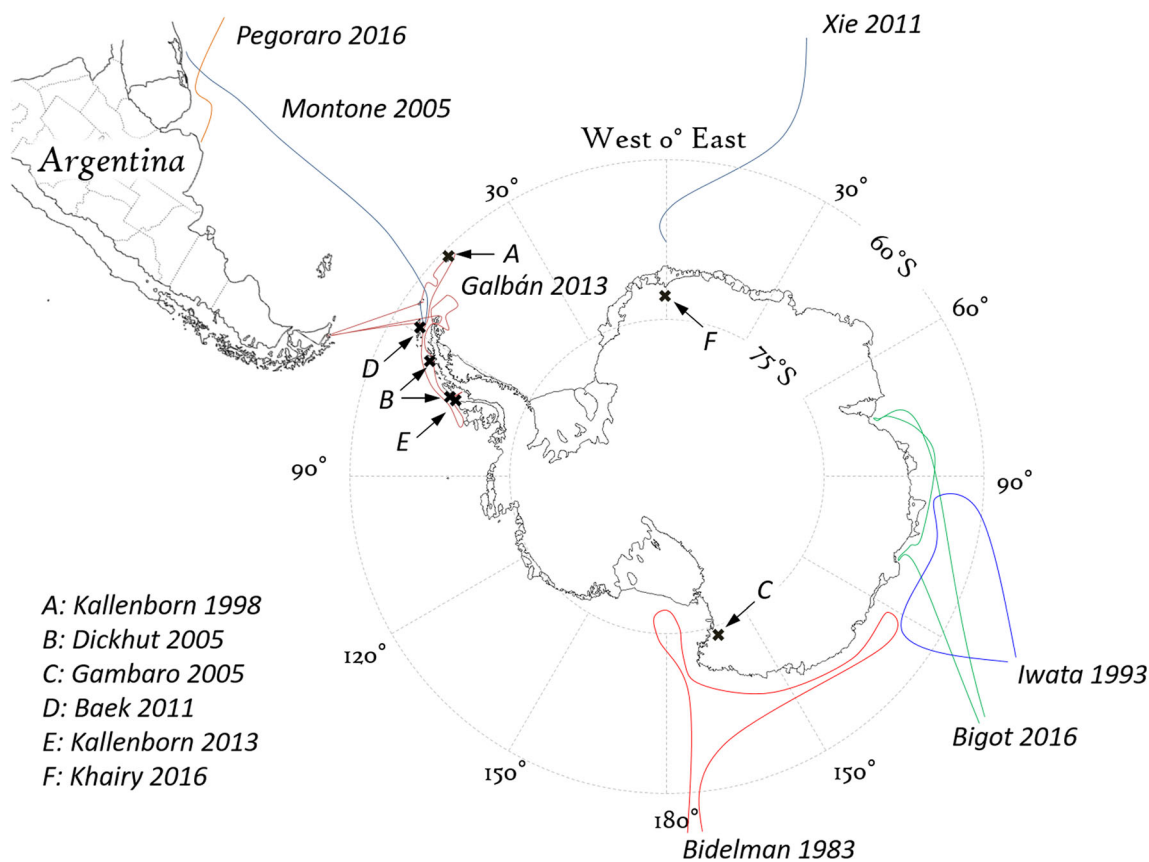 Pegoraro 2016
Xie 2011
Montone 2005
West 0° East
Argentina
30°
30°
60°S
A
Galbán 2013
60°
F
D
75°S
B
E
90°
90°
C
A: Kallenborn 1998
B: Dickhut 2005
120°
C: Gambaro 2005
Iwata 1993
D: Baek 2011
Bigot 2016
E: Kallenborn 2013
150°
150°
F: Khairy 2016
180°
Bidelman 1983